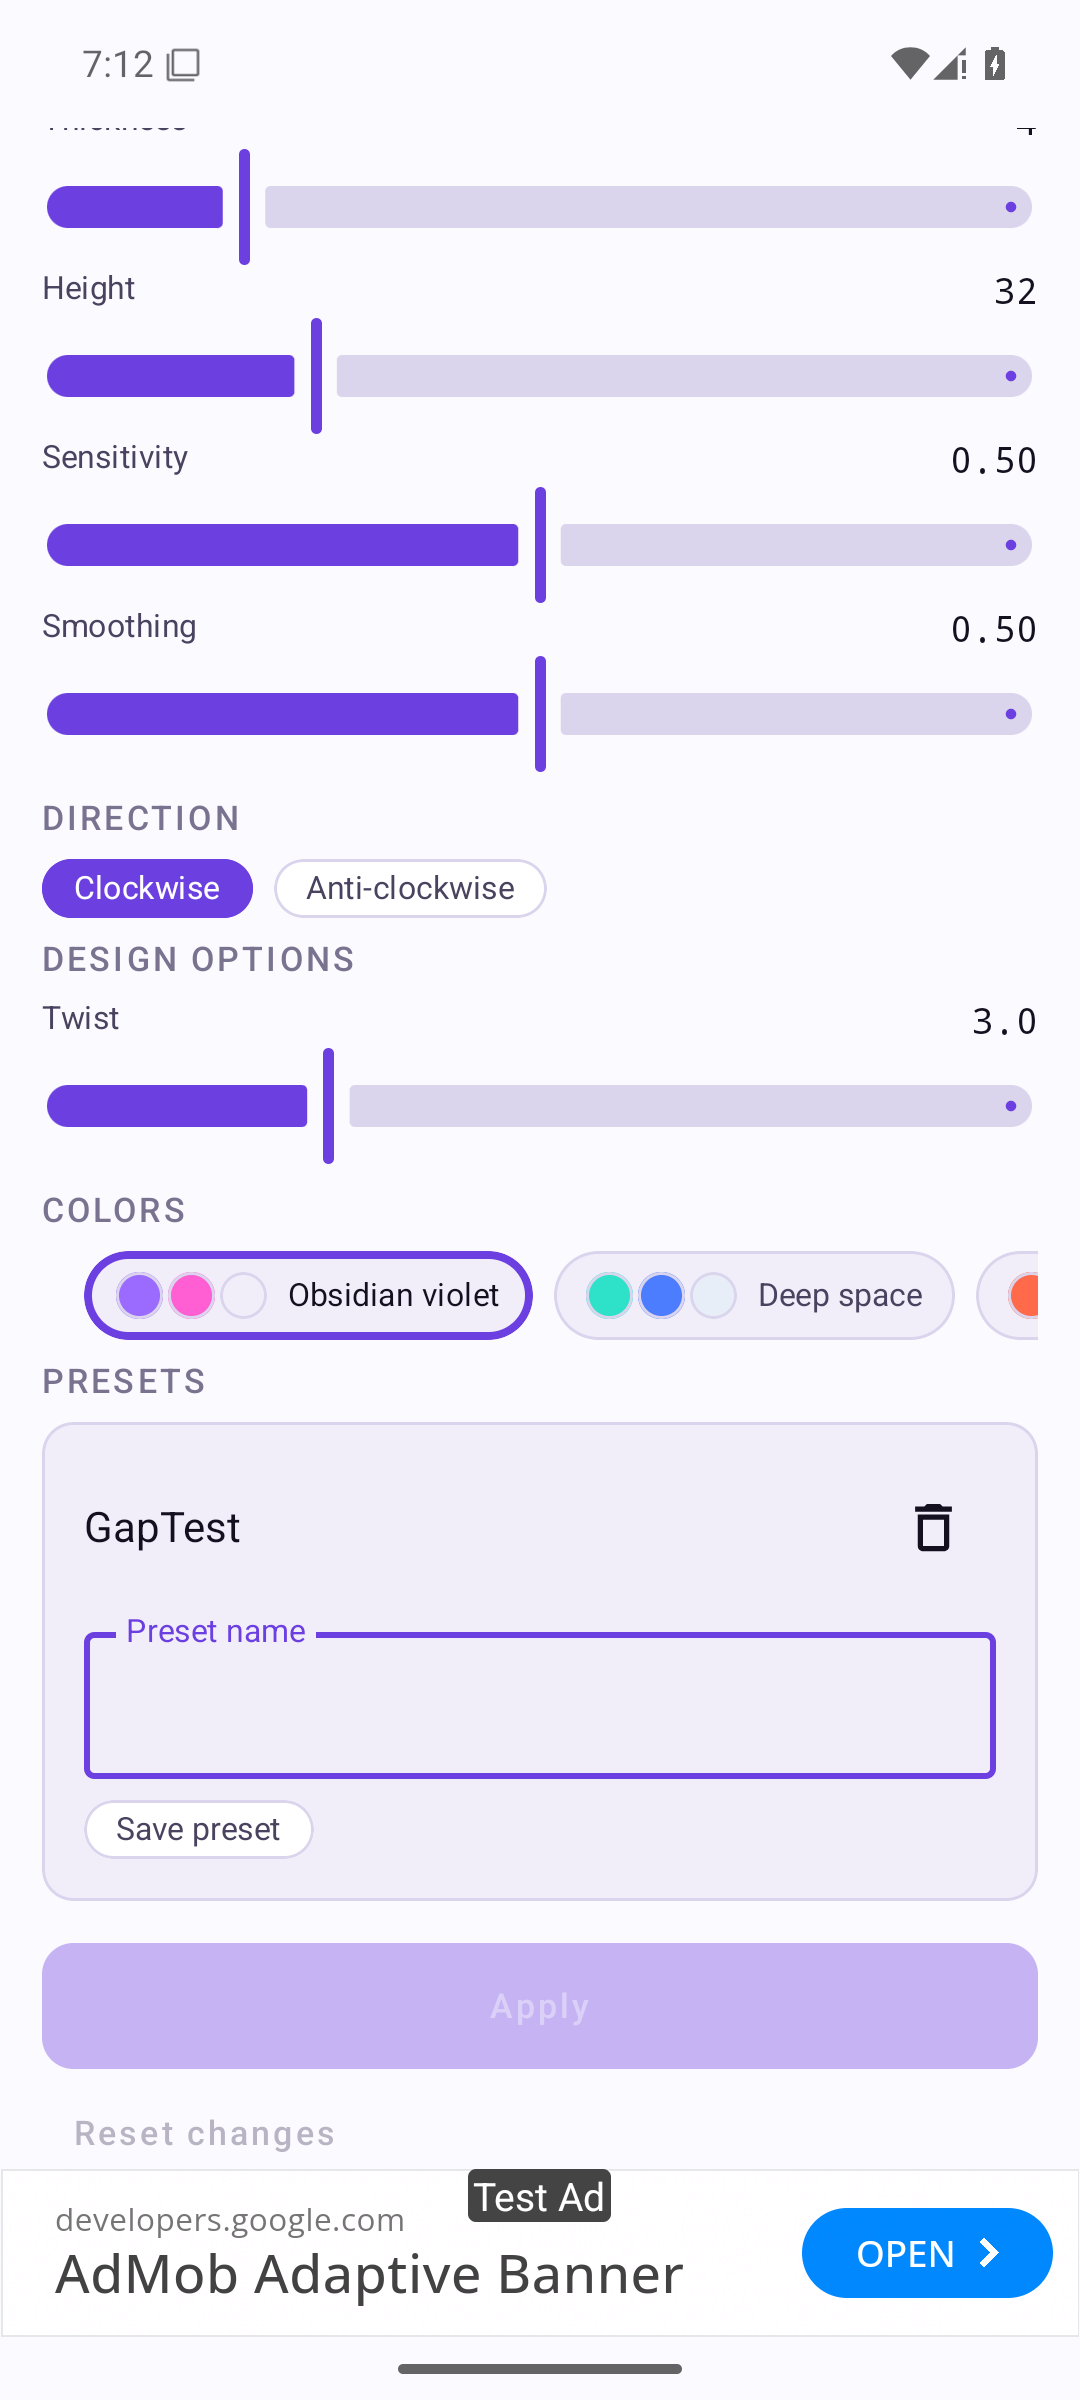 7:12
Thickness 4
Height 32
Sensitivity 0.50
Smoothing 0.50
DIRECTION
Clockwise Anti-clockwise
DESIGN OPTIONS
Twist 3.0
COLORS
Obsidian violet Deep space
PRESETS
GapTest
Preset name
Save preset
Apply
Reset changes
Test Ad
developers.google.com
AdMob Adaptive Banner
OPEN